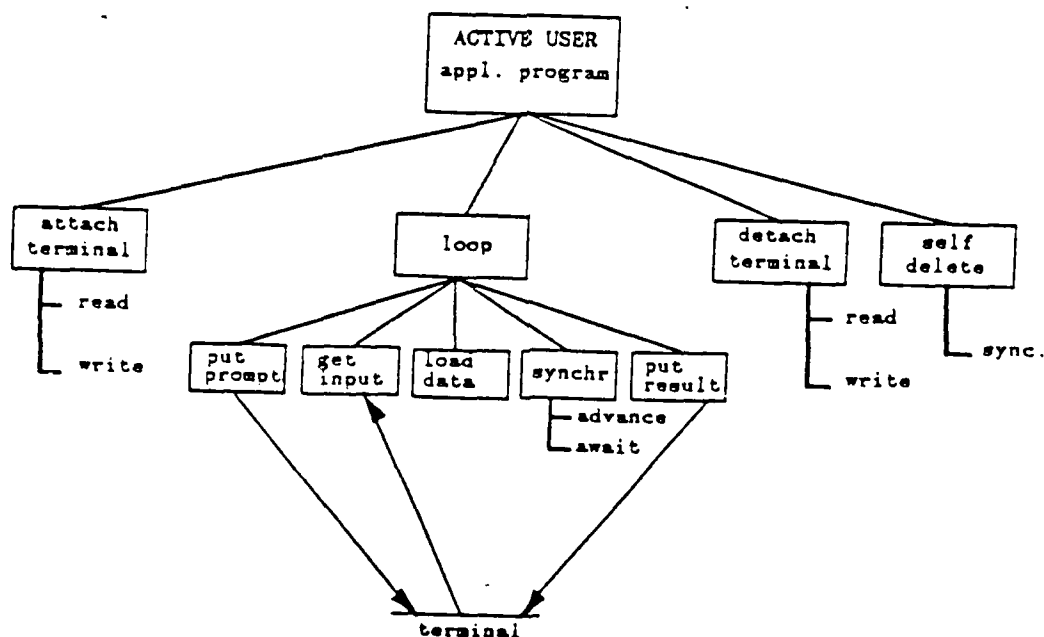 ACTIVE USER
appl. program
attach
terminal
loop
detach
terminal
self
delete
read
write
read
write
sync.
put
prompt
get
input
load
data
synchr
put
result
advance
await
terminal